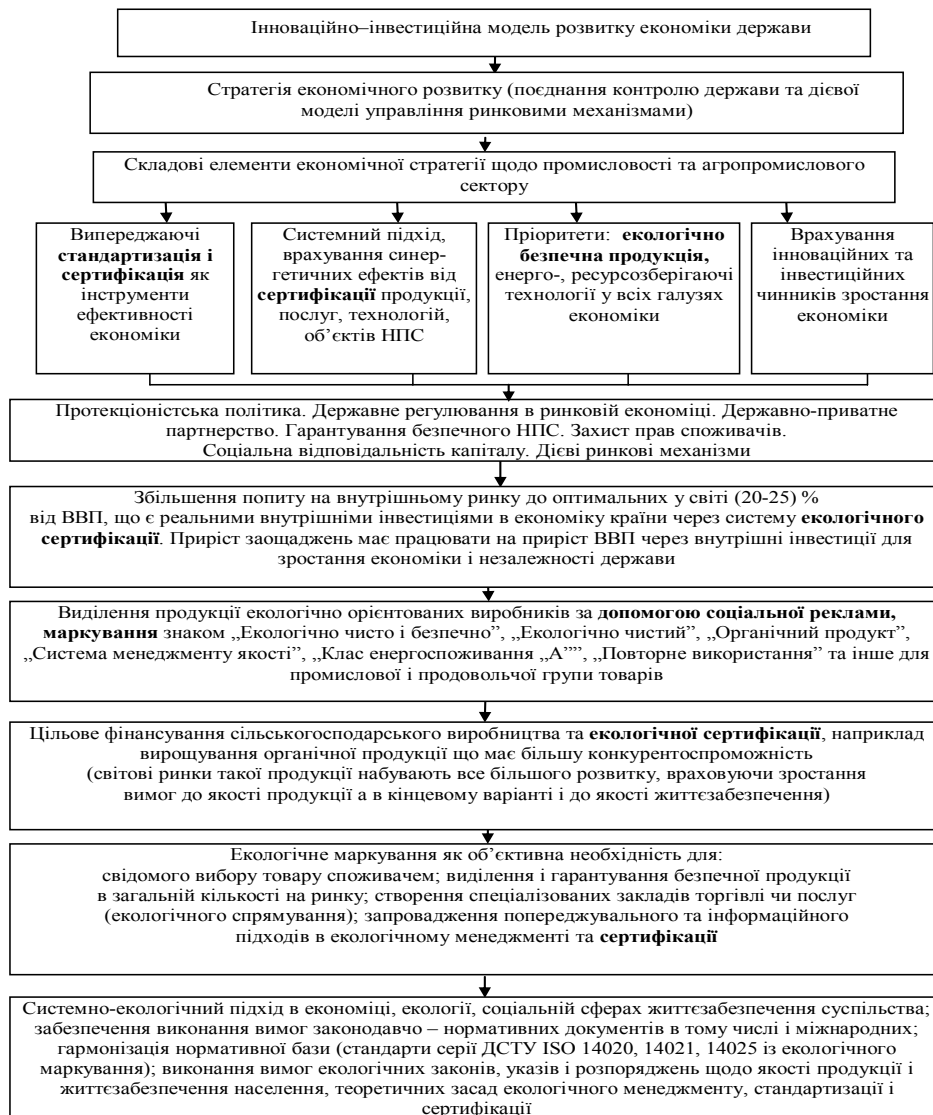 Інноваційно–інвестиційна модель розвитку економіки держави
Стратегія економічного розвитку (поєднання контролю держави та дієвої
моделі управління ринковими механізмами)
Складові елементи економічної стратегії щодо промисловості та агропромислового
сектору
Випереджаючі
стандартизація і
сертифікація як
інструменти
ефективності
економіки
Системний підхід,
врахування синер-
гетичних ефектів від
сертифікації продукції,
послуг, технологій,
об’єктів НПС
Пріоритети: екологічно
безпечна продукція,
енерго-, ресурсозберігаючі
технології у всіх галузях
економіки
Врахування
інноваційних та
інвестиційних
чинників зростання
економіки
Протекціоністська політика. Державне регулювання в ринковій економіці. Державно-приватне
партнерство. Гарантування безпечного НПС. Захист прав споживачів.
Соціальна відповідальність капіталу. Дієві ринкові механізми
Збільшення попиту на внутрішньому ринку до оптимальних у світі (20-25) %
від ВВП, що є реальними внутрішніми інвестиціями в економіку країни через систему екологічного
сертифікації. Приріст заощаджень має працювати на приріст ВВП через внутрішні інвестиції для
зростання економіки і незалежності держави
Виділення продукції екологічно орієнтованих виробників за допомогою соціальної реклами,
маркування знаком „Екологічно чисто і безпечно”, „Екологічно чистий”, „Органічний продукт”,
„Система менеджменту якості”, „Клас енергоспоживання „А””, „Повторне використання” та інше для
промислової і продовольчої групи товарів
Цільове фінансування сільськогосподарського виробництва та екологічної сертифікації, наприклад
вирощування органічної продукції що має більшу конкурентоспроможність
(світові ринки такої продукції набувають все більшого розвитку, враховуючи зростання
вимог до якості продукції а в кінцевому варіанті і до якості життєзабезпечення)
Екологічне маркування як об’єктивна необхідність для:
свідомого вибору товару споживачем; виділення і гарантування безпечної продукції
в загальній кількості на ринку; створення спеціалізованих закладів торгівлі чи послуг
(екологічного спрямування); запровадження попереджувального та інформаційного
підходів в екологічному менеджменті та сертифікації
Системно-екологічний підхід в економіці, екології, соціальній сферах життєзабезпечення суспільства;
забезпечення виконання вимог законодавчо – нормативних документів в тому числі і міжнародних;
гармонізація нормативної бази (стандарти серії ДСТУ ISO 14020, 14021, 14025 із екологічного
маркування); виконання вимог екологічних законів, указів і розпоряджень щодо якості продукції і
життєзабезпечення населення, теоретичних засад екологічного менеджменту, стандартизації і
сертифікації